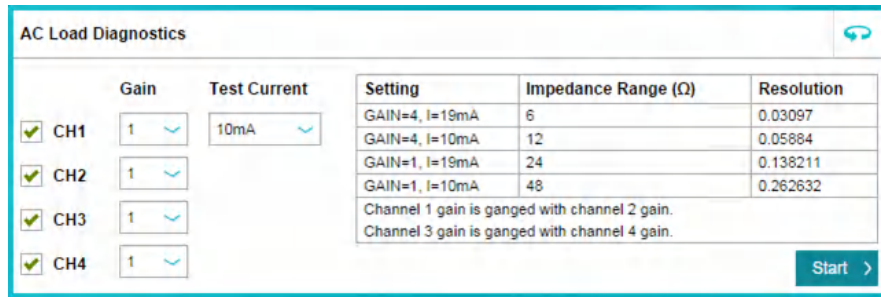 AC Load Diagnostics
Gain Test Current
CH1 1 10mA
CH2 1
CH3 1
CH4 1
Setting Impedance Range (Ω) Resolution
GAIN=4, I=19mA 6 0.03097
GAIN=4, I=10mA 12 0.05884
GAIN=1, I=19mA 24 0.138211
GAIN=1, I=10mA 48 0.262632
Channel 1 gain is ganged with channel 2 gain.
Channel 3 gain is ganged with channel 4 gain.
Start